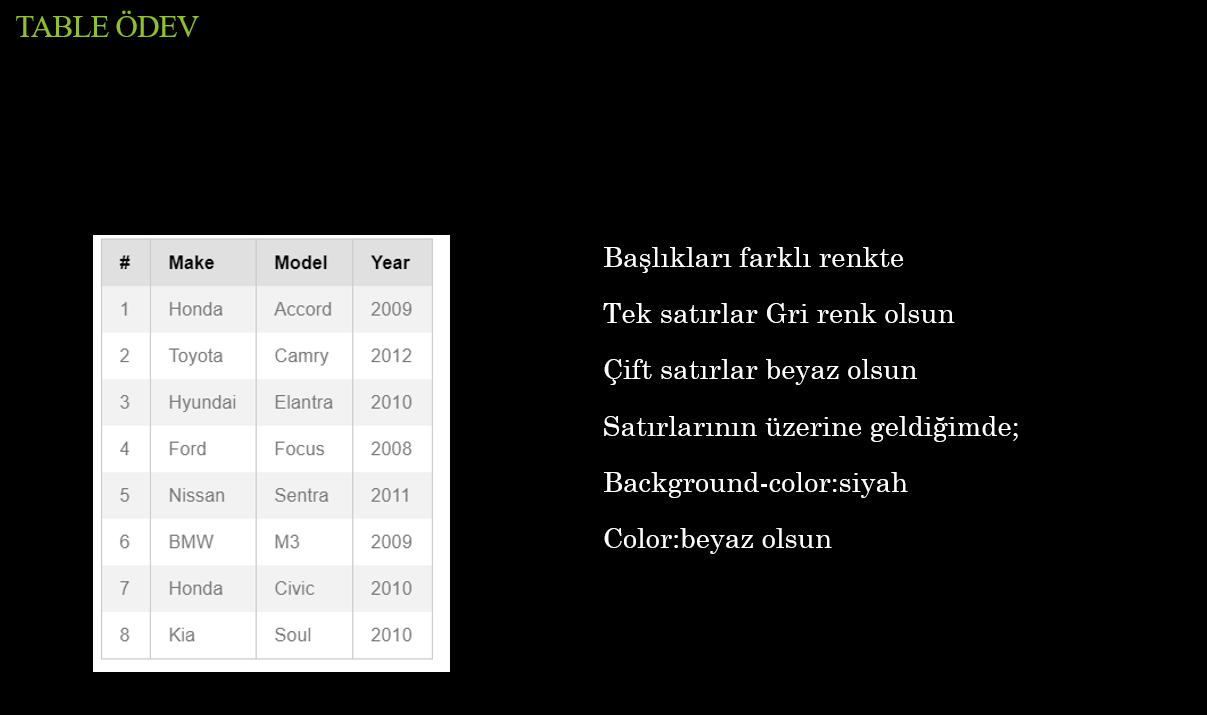 TABLE ÖDEV
# Make Model Year
1 Honda Accord 2009
2 Toyota Camry 2012
3 Hyundai Elantra 2010
4 Ford Focus 2008
5 Nissan Sentra 2011
6 BMW M3 2009
7 Honda Civic 2010
8 Kia Soul 2010
Başlıkları farklı renkte
Tek satırlar Gri renk olsun
Çift satırlar beyaz olsun
Satırlarının üzerine geldiğimde;
Background-color:siyah
Color:beyaz olsun